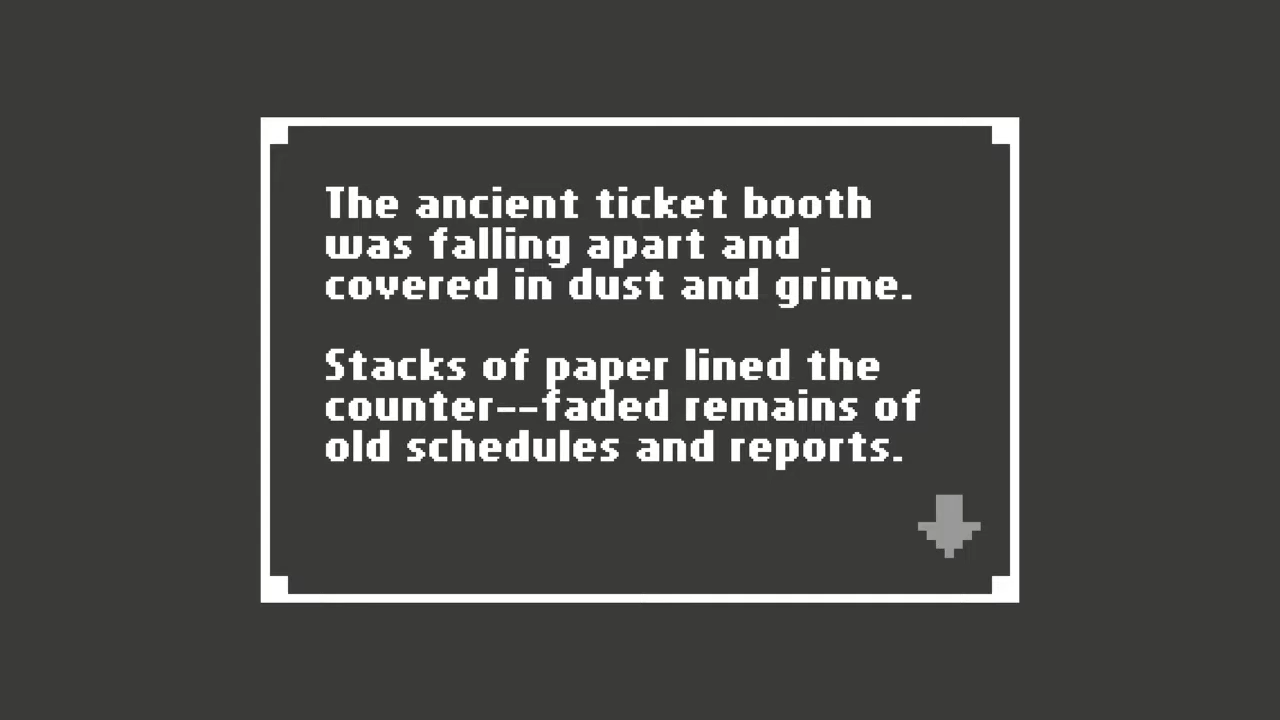 The ancient ticket booth
was falling apart and
covered in dust and grime.
Stacks of paper lined the
counter--faded remains of
old schedules and reports.